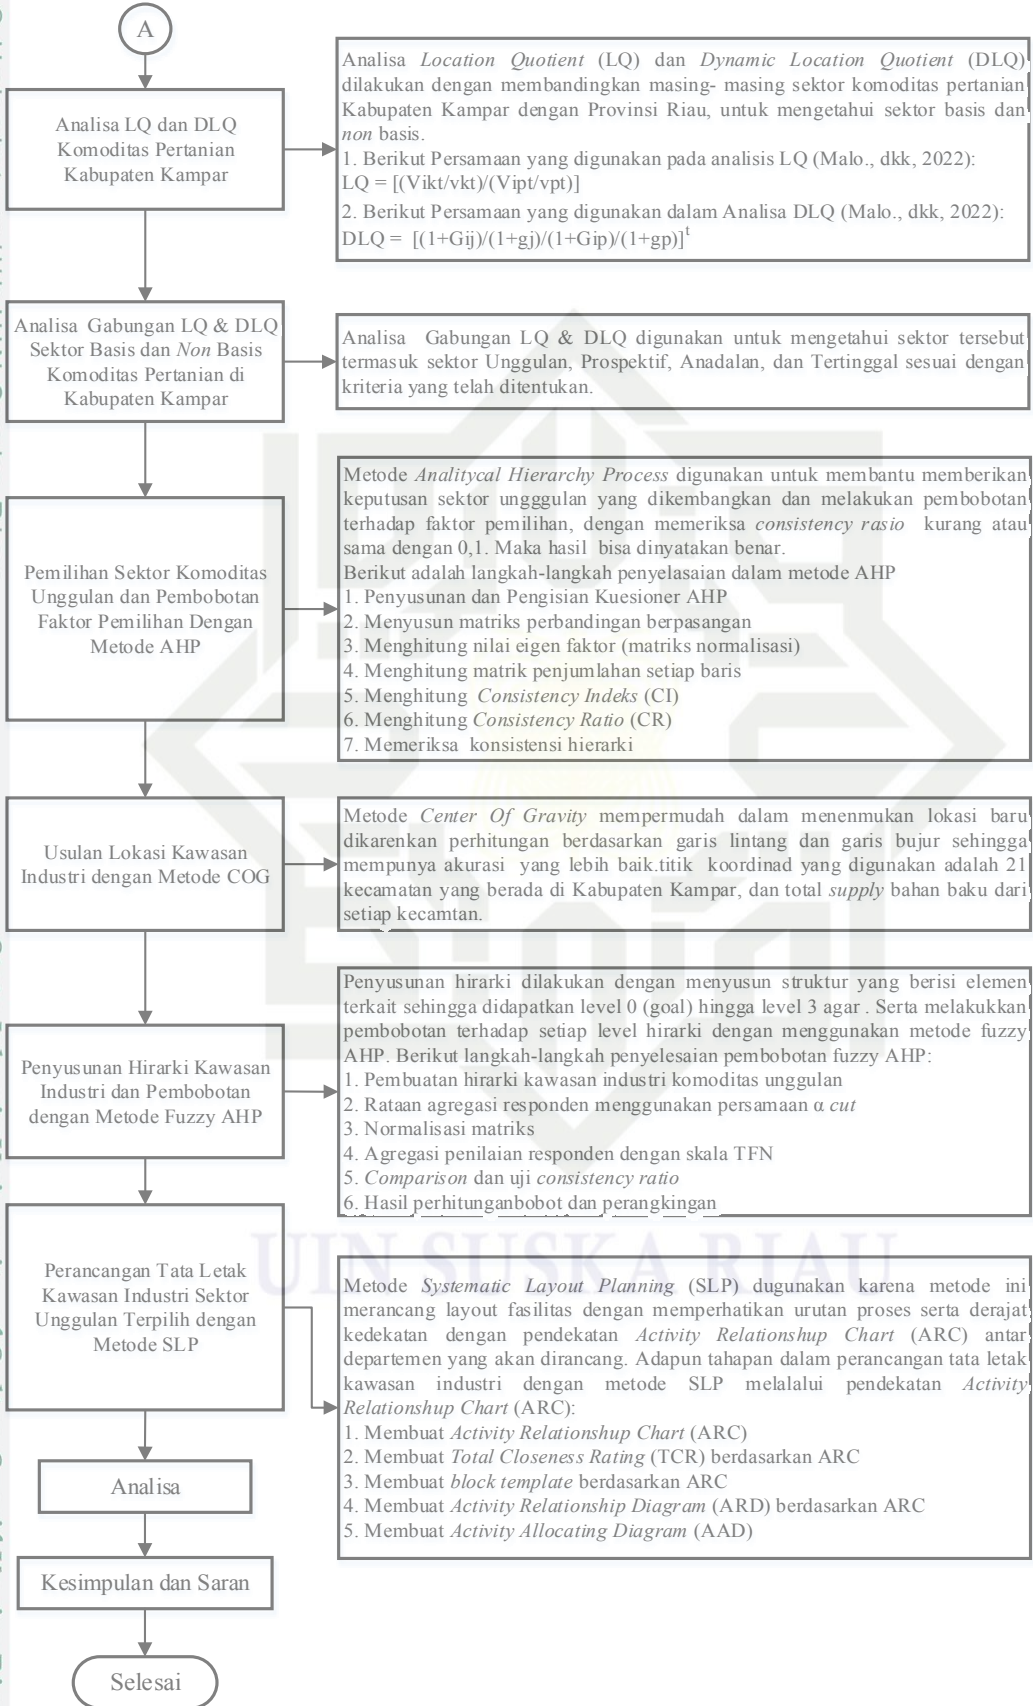 A
Analisa LQ dan DLQ
Komoditas Pertanian
Kabupaten Kampar
Analisa Location Quotient (LQ) dan Dynamic Location Quotient (DLQ)
dilakukan dengan membandingkan masing- masing sektor komoditas pertanian
Kabupaten Kampar dengan Provinsi Riau, untuk mengetahui sektor basis dan
non basis.
1. Berikut Persamaan yang digunakan pada analisis LQ (Malo., dkk, 2022):
LQ = [(Vikt/vkt)/(Vipt/vpt)]
2. Berikut Persamaan yang digunakan dalam Analisa DLQ (Malo., dkk, 2022):
DLQ = [(1+Gij)/(1+gj)/(1+Gip)/(1+gp)]ᵗ
Analisa Gabungan LQ & DLQ
Sektor Basis dan Non Basis
Komoditas Pertanian di
Kabupaten Kampar
Analisa Gabungan LQ & DLQ digunakan untuk mengetahui sektor tersebut
termasuk sektor Unggulan, Prospektif, Anadalan, dan Tertinggal sesuai dengan
kriteria yang telah ditentukan.
Pemilihan Sektor Komoditas
Unggulan dan Pembobotan
Faktor Pemilihan Dengan
Metode AHP
Metode Analitycal Hierarchy Process digunakan untuk membantu memberikan
keputusan sektor ungggulan yang dikembangkan dan melakukan pembobotan
terhadap faktor pemilihan, dengan memeriksa consistency rasio kurang atau
sama dengan 0,1. Maka hasil bisa dinyatakan benar.
Berikut adalah langkah-langkah penyelasaian dalam metode AHP
1. Penyusunan dan Pengisian Kuesioner AHP
2. Menyusun matriks perbandingan berpasangan
3. Menghitung nilai eigen faktor (matriks normalisasi)
4. Menghitung matrik penjumlahan setiap baris
5. Menghitung Consistency Indeks (CI)
6. Menghitung Consistency Ratio (CR)
7. Memeriksa konsistensi hierarki
Usulan Lokasi Kawasan
Industri dengan Metode COG
Metode Center Of Gravity mempermudah dalam menenmukan lokasi baru
dikarenkan perhitungan berdasarkan garis lintang dan garis bujur sehingga
mempunya akurasi yang lebih baik.titik koordinad yang digunakan adalah 21
kecamatan yang berada di Kabupaten Kampar, dan total supply bahan baku dari
setiap kecamtan.
Penyusunan Hirarki Kawasan
Industri dan Pembobotan
dengan Metode Fuzzy AHP
Penyusunan hirarki dilakukan dengan menyusun struktur yang berisi elemen
terkait sehingga didapatkan level 0 (goal) hingga level 3 agar . Serta melakukkan
pembobotan terhadap setiap level hirarki dengan menggunakan metode fuzzy
AHP. Berikut langkah-langkah penyelesaian pembobotan fuzzy AHP:
1. Pembuatan hirarki kawasan industri komoditas unggulan
2. Rataan agregasi responden menggunakan persamaan α cut
3. Normalisasi matriks
4. Agregasi penilaian responden dengan skala TFN
5. Comparison dan uji consistency ratio
6. Hasil perhitunganbobot dan perangkingan
UIN SUSKA RIAU
Perancangan Tata Letak
Kawasan Industri Sektor
Unggulan Terpilih dengan
Metode SLP
Metode Systematic Layout Planning (SLP) dugunakan karena metode ini
merancang layout fasilitas dengan memperhatikan urutan proses serta derajat
kedekatan dengan pendekatan Activity Relationshup Chart (ARC) antar
departemen yang akan dirancang. Adapun tahapan dalam perancangan tata letak
kawasan industri dengan metode SLP melalalui pendekatan Activity
Relationshup Chart (ARC):
1. Membuat Activity Relationshup Chart (ARC)
2. Membuat Total Closeness Rating (TCR) berdasarkan ARC
3. Membuat block template berdasarkan ARC
4. Membuat Activity Relationship Diagram (ARD) berdasarkan ARC
5. Membuat Activity Allocating Diagram (AAD)
Analisa
Kesimpulan dan Saran
Selesai